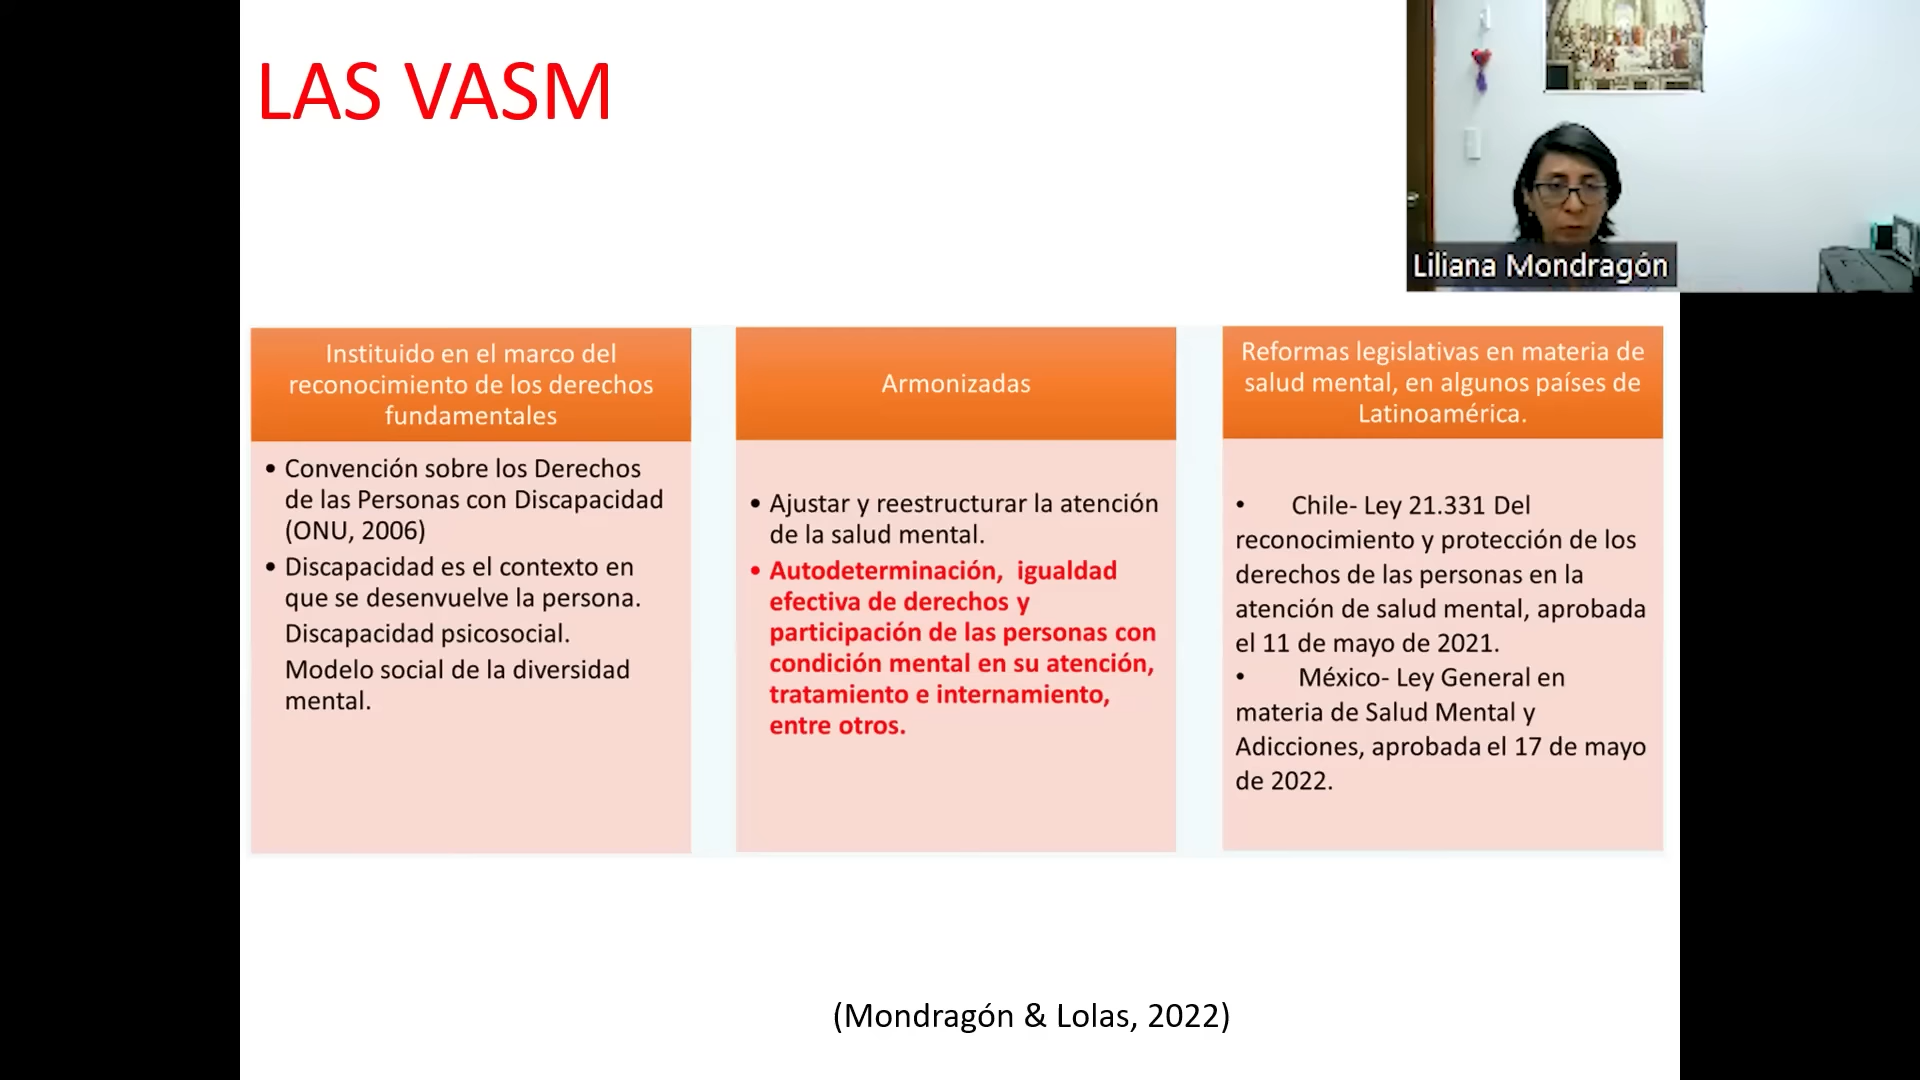 LAS VASM
Liliana Mondragón
Instituido en el marco del
reconocimiento de los derechos
fundamentales
• Convención sobre los Derechos
de las Personas con Discapacidad
(ONU, 2006)
• Discapacidad es el contexto en
que se desenvuelve la persona.
Discapacidad psicosocial.
Modelo social de la diversidad
mental.
Armonizadas
• Ajustar y reestructurar la atención
de la salud mental.
• Autodeterminación, igualdad
efectiva de derechos y
participación de las personas con
condición mental en su atención,
tratamiento e internamiento,
entre otros.
Reformas legislativas en materia de
salud mental, en algunos países de
Latinoamérica.
• Chile- Ley 21.331 Del
reconocimiento y protección de los
derechos de las personas en la
atención de salud mental, aprobada
el 11 de mayo de 2021.
• México- Ley General en
materia de Salud Mental y
Adicciones, aprobada el 17 de mayo
de 2022.
(Mondragón & Lolas, 2022)